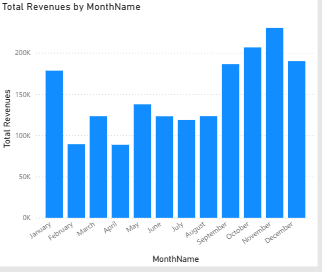 Total Revenues by MonthName
Total Revenues
200K
150K
100K
50K
0K
January
February
March
April
May
June
July
August
September
October
November
December
MonthName